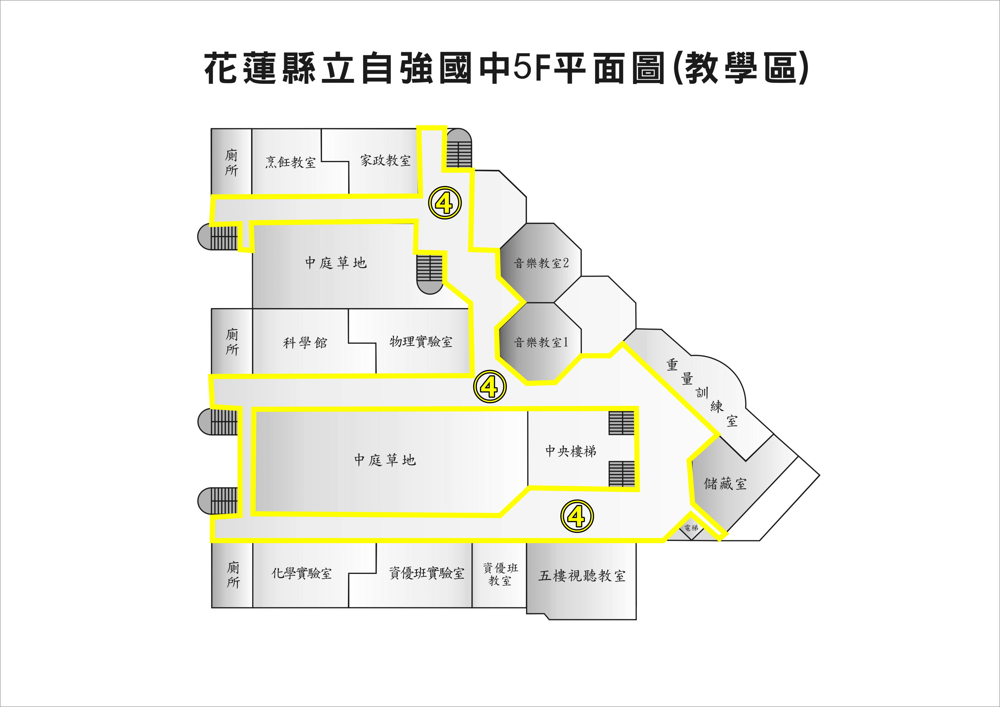 花蓮縣立自強國中5F平面圖(教學區)
廁所
烹飪教室
家政教室
④
中庭草地
音樂教室2
廁所
科學館
物理實驗室
音樂教室1
重量訓練室
④
中庭草地
中央樓梯
儲藏室
④
電梯
廁所
化學實驗室
資優班實驗室
資優班
教室
五樓視聽教室